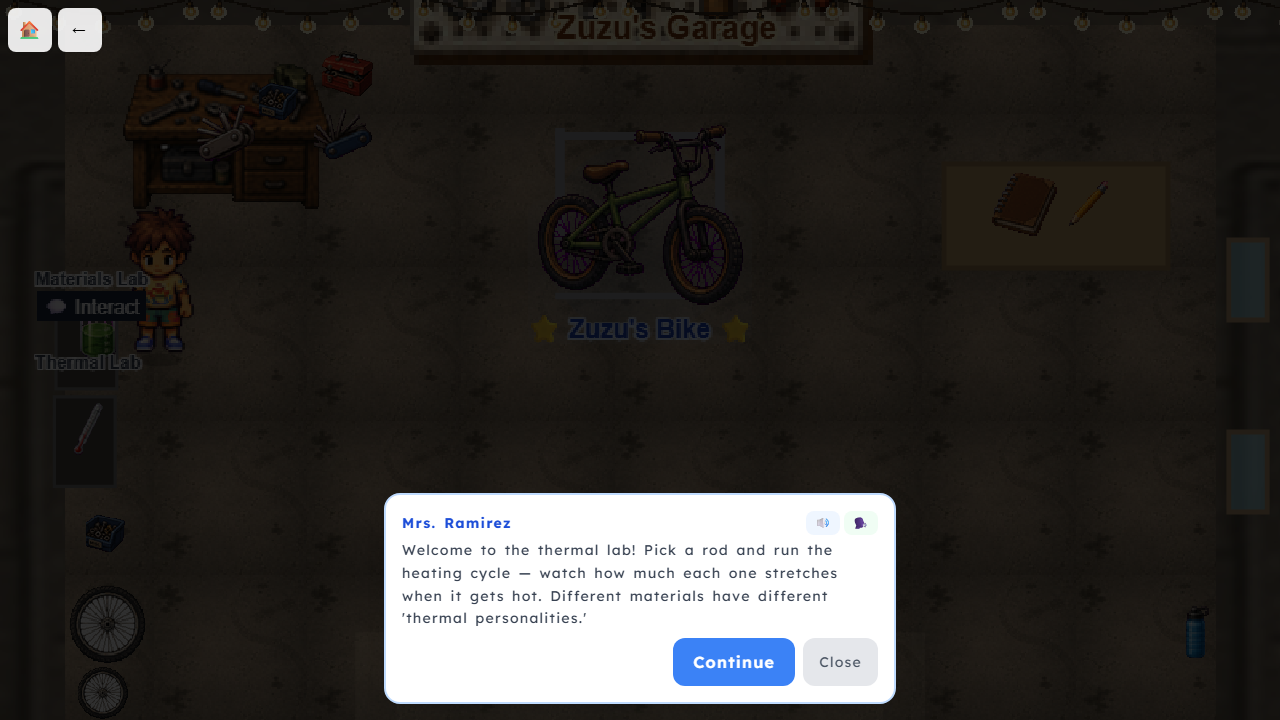 Zuzu's Garage
Materials Lab
Interact
Thermal Lab
Zuzu's Bike
Mrs. Ramirez
Welcome to the thermal lab! Pick a rod and run the
heating cycle — watch how much each one stretches
when it gets hot. Different materials have different
'thermal personalities.'
Continue
Close